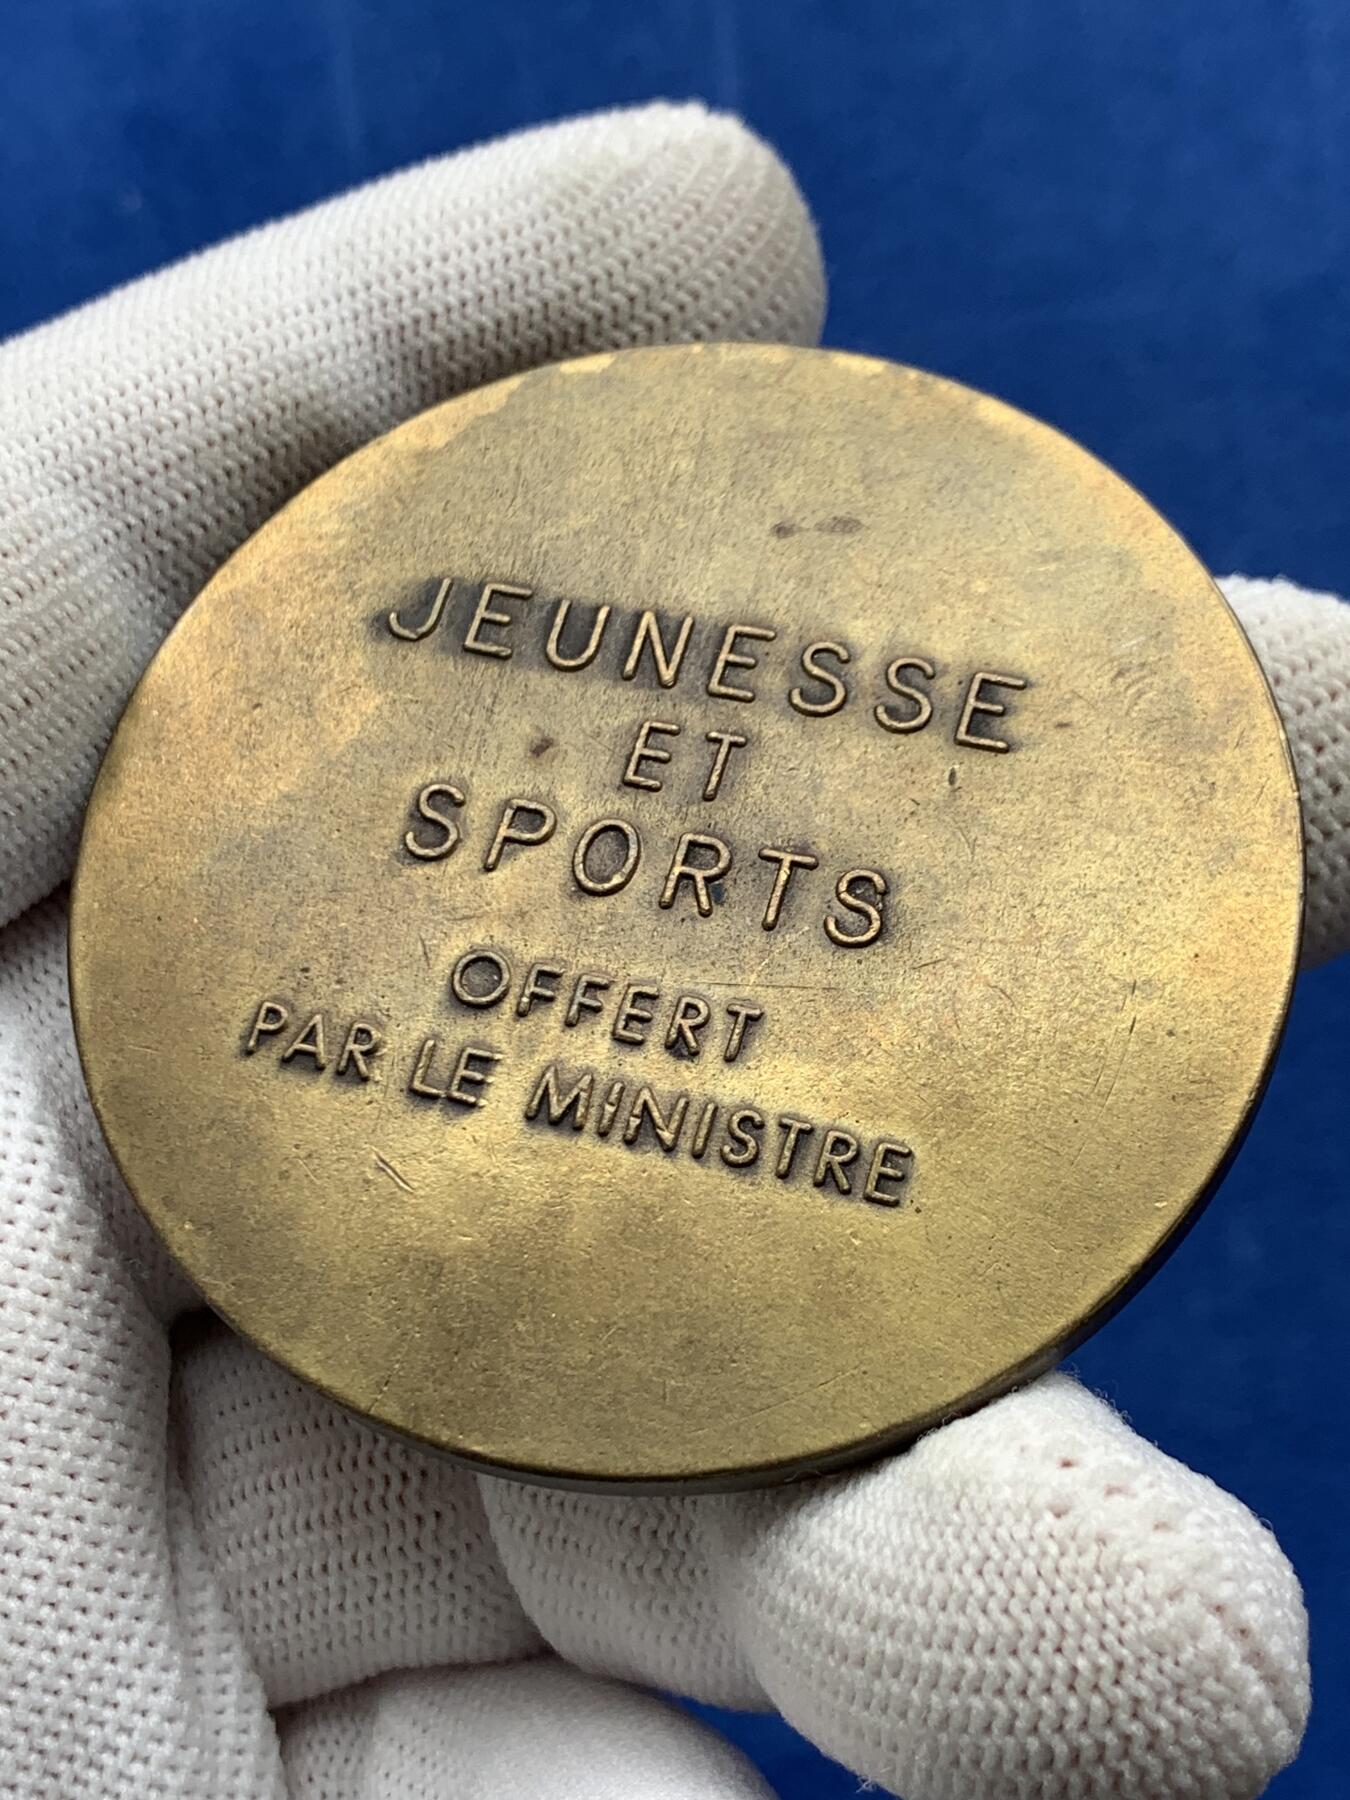 JEUNESSE
ET
SPORTS
OFFERT
PAR LE MINISTRE